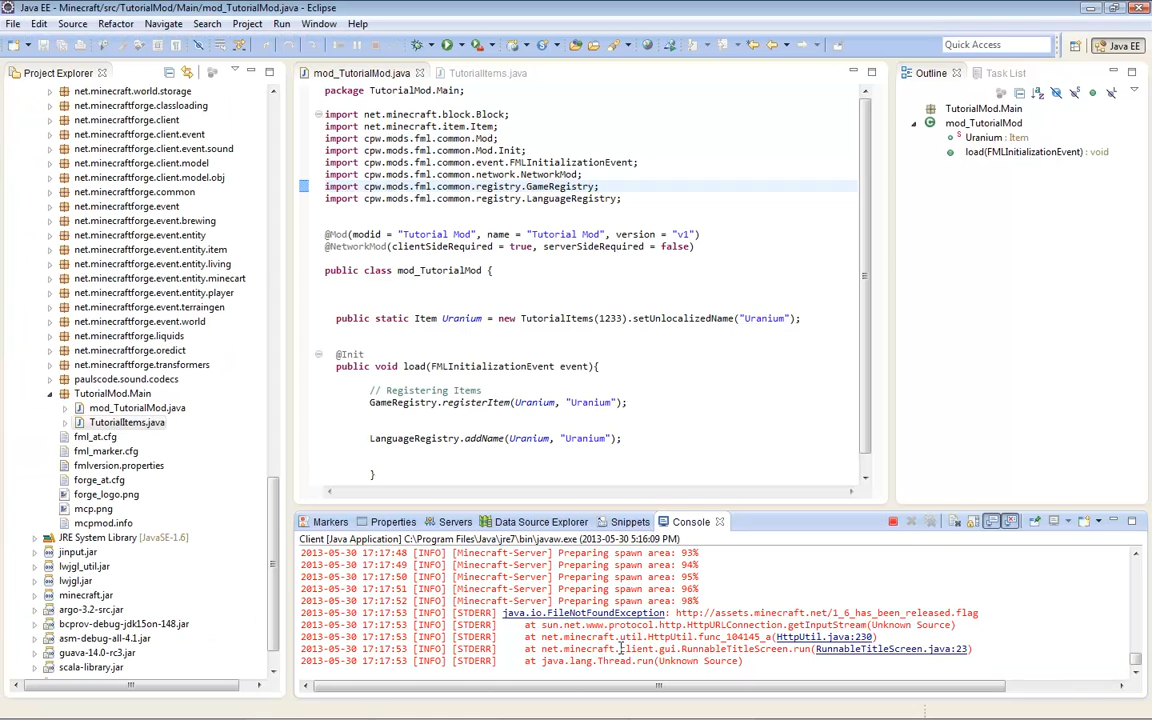 Java EE - Minecraft/src/TutorialMod/Main/mod_TutorialMod.java - Eclipse
File Edit Source Refactor Navigate Search Project Run Window Help
Quick Access
Java EE
Project Explorer
net.minecraft.world.storage
net.minecraftforge.classloading
net.minecraftforge.client
net.minecraftforge.client.event
net.minecraftforge.client.event.sound
net.minecraftforge.client.model
net.minecraftforge.client.model.obj
net.minecraftforge.common
net.minecraftforge.event
net.minecraftforge.event.brewing
net.minecraftforge.event.entity
net.minecraftforge.event.entity.item
net.minecraftforge.event.entity.living
net.minecraftforge.event.entity.minecart
net.minecraftforge.event.entity.player
net.minecraftforge.event.terraingen
net.minecraftforge.event.world
net.minecraftforge.liquids
net.minecraftforge.oredict
net.minecraftforge.transformers
paulscode.sound.codecs
TutorialMod.Main
mod_TutorialMod.java
TutorialItems.java
fml_at.cfg
fml_marker.cfg
fmlversion.properties
forge_at.cfg
forge_logo.png
mcp.png
mcpmod.info
JRE System Library [JavaSE-1.6]
jinput.jar
lwjgl_util.jar
lwjgl.jar
minecraft.jar
argo-3.2-src.jar
bcprov-debug-jdk15on-148.jar
asm-debug-all-4.1.jar
guava-14.0-rc3.jar
scala-library.jar
mod_TutorialMod.java TutorialItems.java
package TutorialMod.Main;
import net.minecraft.block.Block;
import net.minecraft.item.Item;
import cpw.mods.fml.common.Mod;
import cpw.mods.fml.common.Mod.Init;
import cpw.mods.fml.common.event.FMLInitializationEvent;
import cpw.mods.fml.common.network.NetworkMod;
import cpw.mods.fml.common.registry.GameRegistry;
import cpw.mods.fml.common.registry.LanguageRegistry;
@Mod(modid = "Tutorial Mod", name = "Tutorial Mod", version = "v1")
@NetworkMod(clientSideRequired = true, serverSideRequired = false)
public class mod_TutorialMod {
public static Item Uranium = new TutorialItems(1233).setUnlocalizedName("Uranium");
@Init
public void load(FMLInitializationEvent event){
// Registering Items
GameRegistry.registerItem(Uranium, "Uranium");
LanguageRegistry.addName(Uranium, "Uranium");
}
Outline Task List
TutorialMod.Main
mod_TutorialMod
Uranium : Item
load(FMLInitializationEvent) : void
Markers Properties Servers Data Source Explorer Snippets Console
Client [Java Application] C:\Program Files\Java\jre7\bin\javaw.exe (2013-05-30 5:16:09 PM)
2013-05-30 17:17:48 [INFO] [Minecraft-Server] Preparing spawn area: 93%
2013-05-30 17:17:49 [INFO] [Minecraft-Server] Preparing spawn area: 94%
2013-05-30 17:17:50 [INFO] [Minecraft-Server] Preparing spawn area: 95%
2013-05-30 17:17:51 [INFO] [Minecraft-Server] Preparing spawn area: 96%
2013-05-30 17:17:52 [INFO] [Minecraft-Server] Preparing spawn area: 98%
2013-05-30 17:17:53 [INFO] [STDERR] java.io.FileNotFoundException: http://assets.minecraft.net/1_6_has_been_released.flag
2013-05-30 17:17:53 [INFO] [STDERR] at sun.net.www.protocol.http.HttpURLConnection.getInputStream(Unknown Source)
2013-05-30 17:17:53 [INFO] [STDERR] at net.minecraft.util.HttpUtil.func_104145_a(HttpUtil.java:230)
2013-05-30 17:17:53 [INFO] [STDERR] at net.minecraft.client.gui.RunnableTitleScreen.run(RunnableTitleScreen.java:23)
2013-05-30 17:17:53 [INFO] [STDERR] at java.lang.Thread.run(Unknown Source)